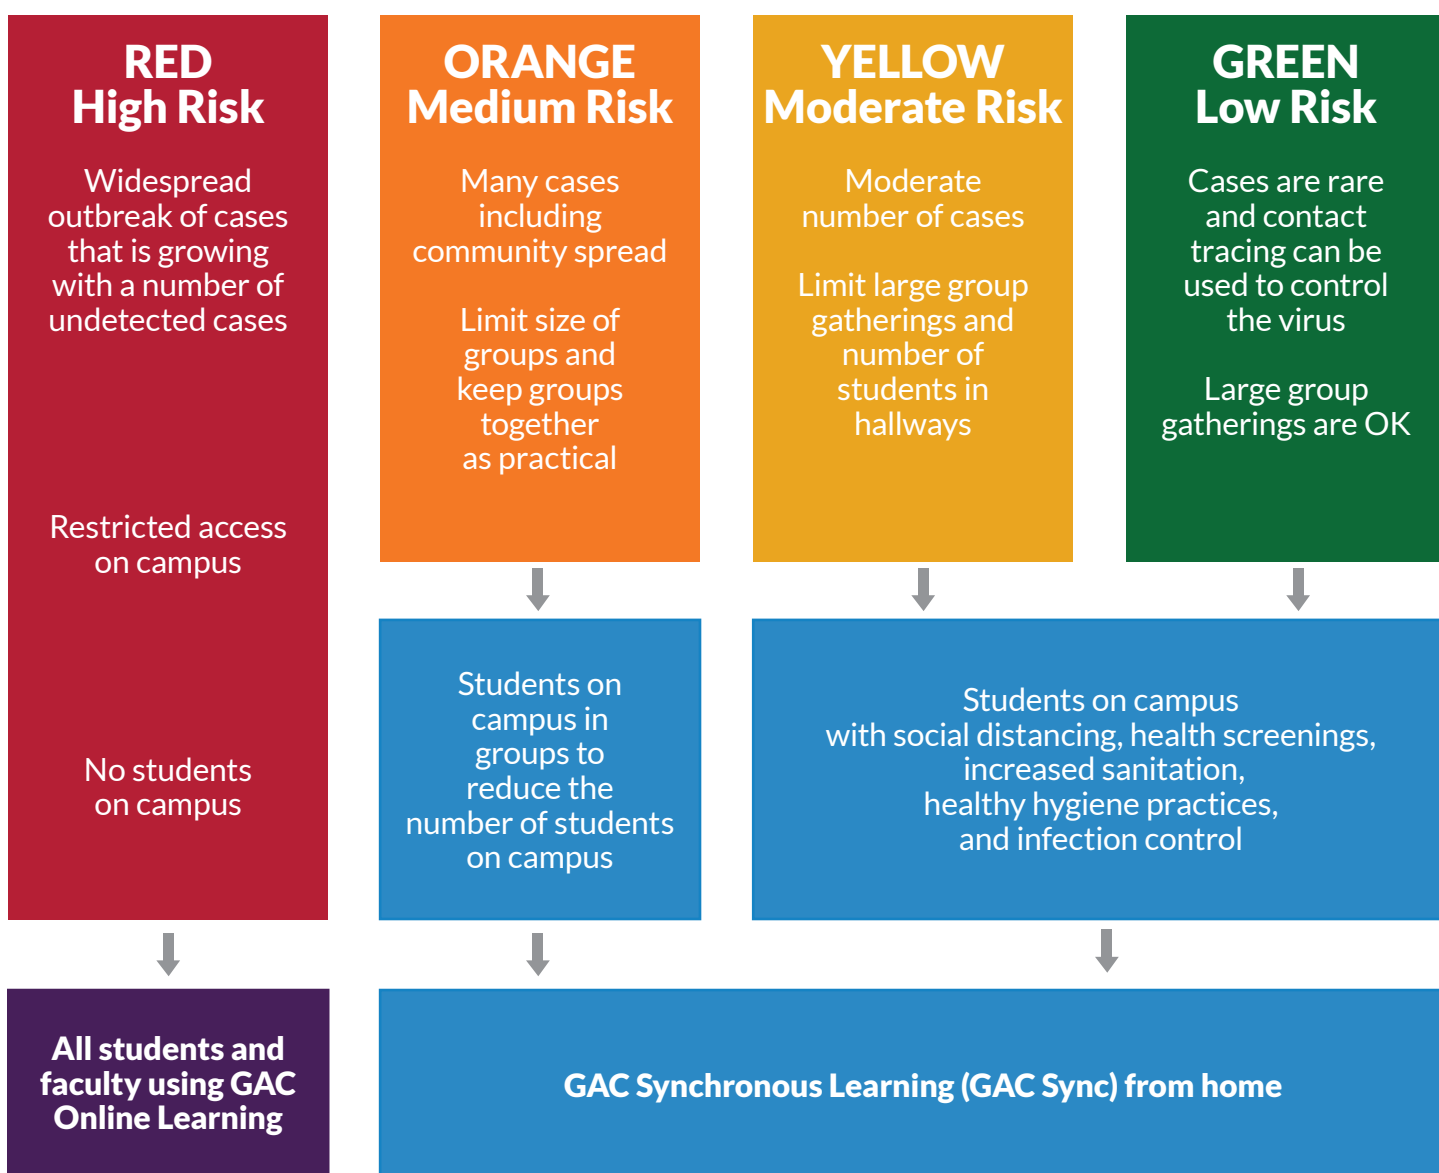 RED
High Risk
Widespread
outbreak of cases
that is growing
with a number of
undetected cases
Restricted access
on campus
No students
on campus
All students and
faculty using GAC
Online Learning
ORANGE
Medium Risk
Many cases
including
community spread
Limit size of
groups and
keep groups
together
as practical
Students on
campus in
groups to
reduce the
number of students
on campus
YELLOW
Moderate Risk
Moderate
number of cases
Limit large group
gatherings and
number of
students in
hallways
GREEN
Low Risk
Cases are rare
and contact
tracing can be
used to control
the virus
Large group
gatherings are OK
Students on campus
with social distancing, health screenings,
increased sanitation,
healthy hygiene practices,
and infection control
GAC Synchronous Learning (GAC Sync) from home